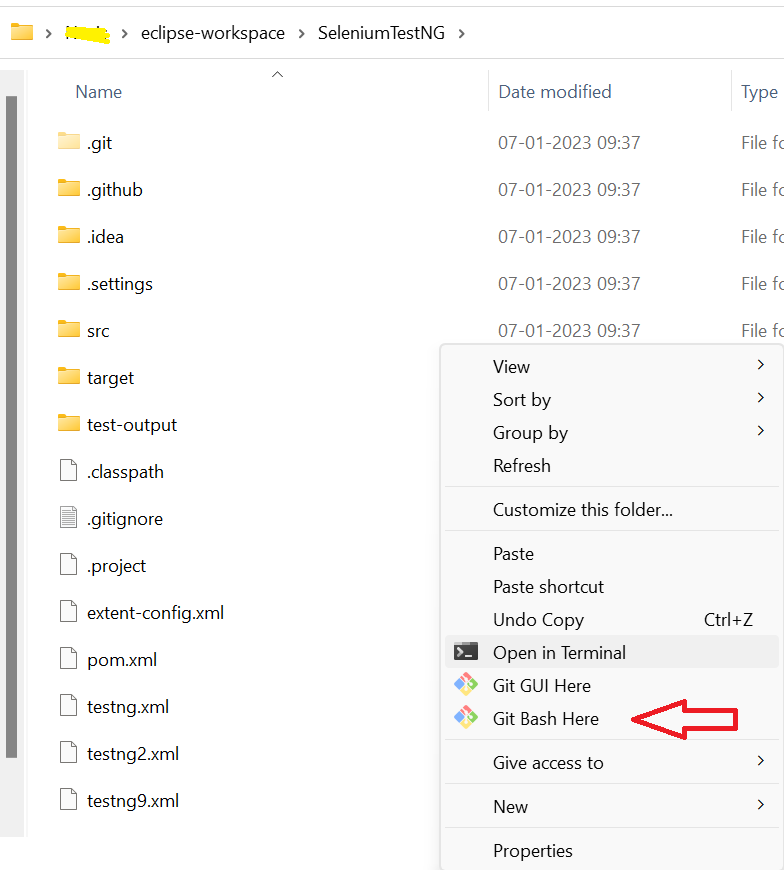 eclipse-workspace > SeleniumTestNG >
Name Date modified Type
.git 07-01-2023 09:37 File fo
.github 07-01-2023 09:37 File fo
.idea 07-01-2023 09:37 File fo
.settings 07-01-2023 09:37 File fo
src 07-01-2023 09:37 File fo
target
test-output
.classpath
.gitignore
.project
extent-config.xml
pom.xml
testng.xml
testng2.xml
testng9.xml
View
Sort by
Group by
Refresh
Customize this folder...
Paste
Paste shortcut
Undo Copy Ctrl+Z
Open in Terminal
Git GUI Here
Git Bash Here
Give access to
New
Properties